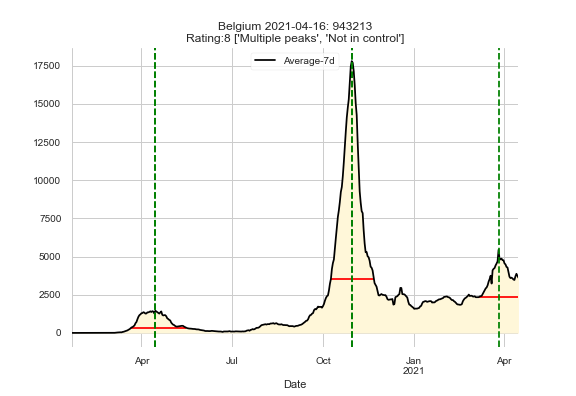 Belgium 2021-04-16: 943213
Rating:8 ['Multiple peaks', 'Not in control']
Average-7d
17500
15000
12500
10000
7500
5000
2500
0
Apr
Jul
Oct
Jan
2021
Apr
Date